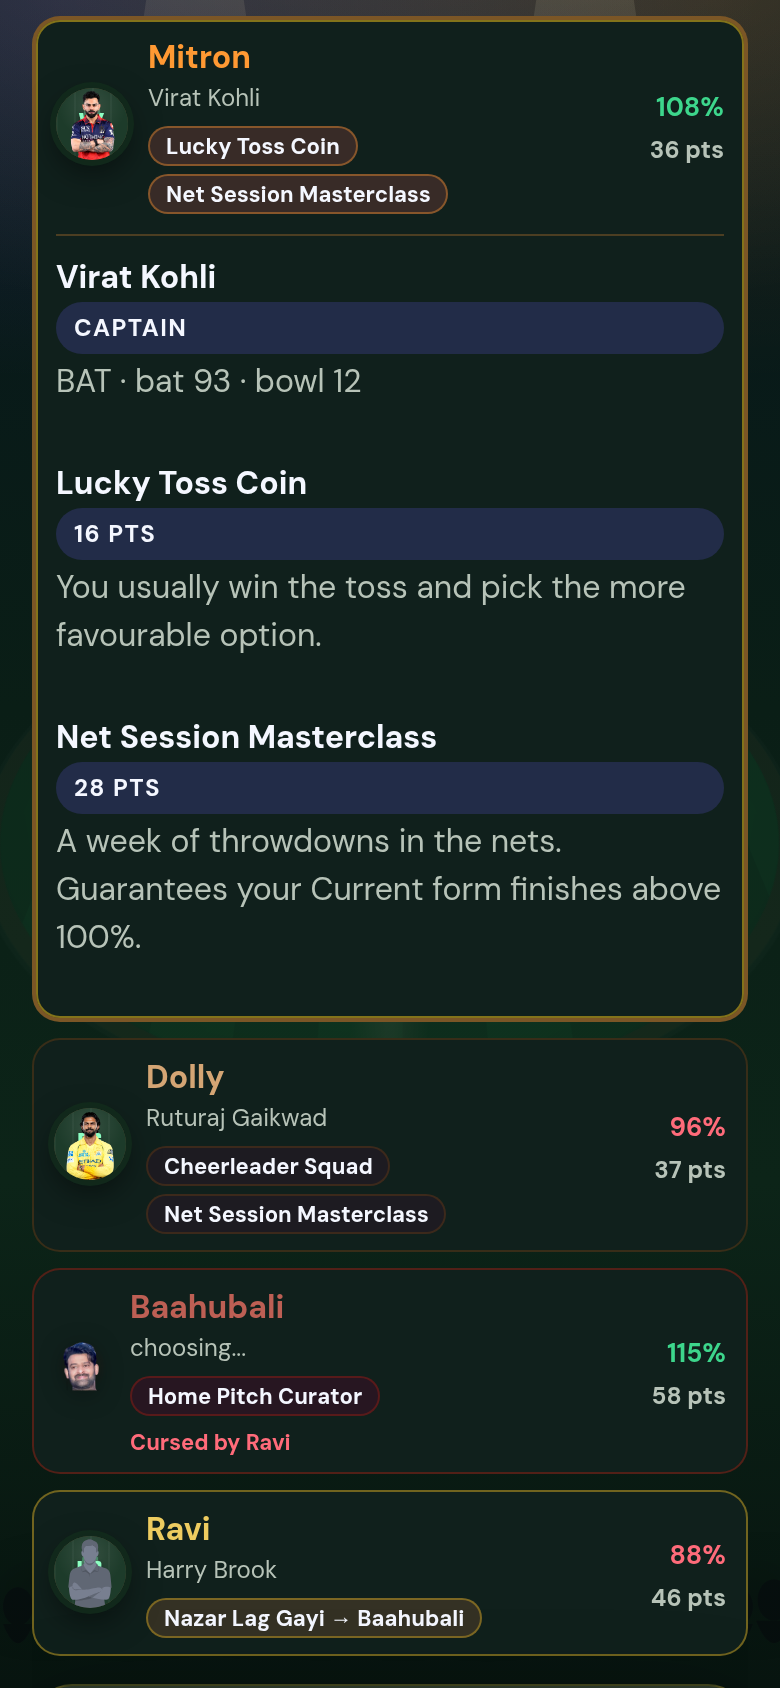 Mitron
Virat Kohli
Lucky Toss Coin
Net Session Masterclass
108%
36 pts
Virat Kohli
CAPTAIN
BAT · bat 93 · bowl 12
Lucky Toss Coin
16 PTS
You usually win the toss and pick the more
favourable option.
Net Session Masterclass
28 PTS
A week of throwdowns in the nets.
Guarantees your Current form finishes above
100%.
Dolly
Ruturaj Gaikwad
Cheerleader Squad
Net Session Masterclass
96%
37 pts
Baahubali
choosing...
Home Pitch Curator
Cursed by Ravi
115%
58 pts
Ravi
Harry Brook
Nazar Lag Gayi → Baahubali
88%
46 pts